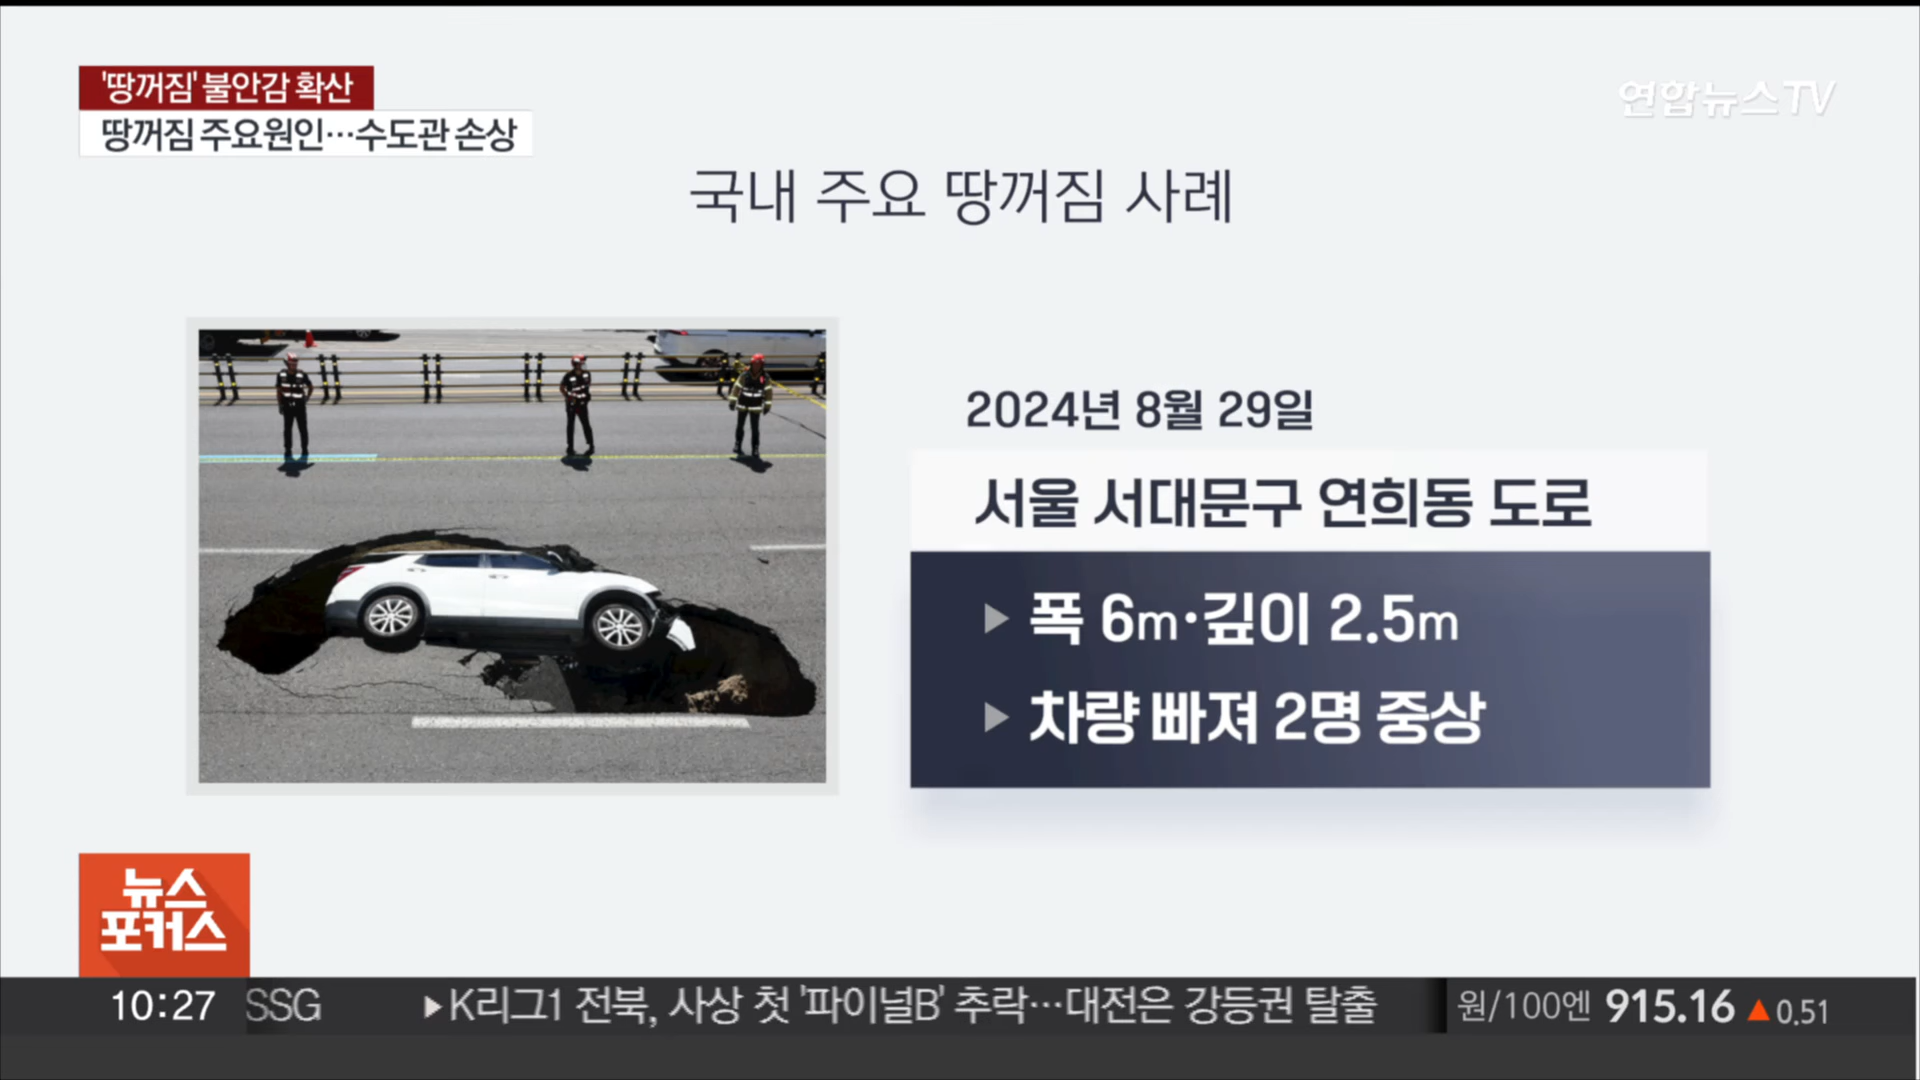 '땅꺼짐' 불안감 확산
땅꺼짐 주요원인…수도관 손상
연합뉴스TV
국내 주요 땅꺼짐 사례
2024년 8월 29일
서울 서대문구 연희동 도로
▶ 폭 6m·깊이 2.5m
▶ 차량 빠져 2명 중상
뉴스
포커스
10:27 SSG ▶K리그1 전북, 사상 첫 '파이널B' 추락…대전은 강등권 탈출 원/100엔 915.16 ▲0.51